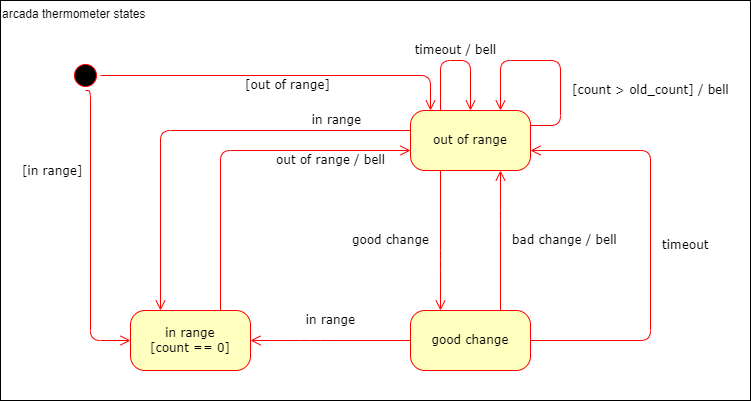 arcada thermometer states
timeout / bell
[out of range]
[count > old_count] / bell
in range
out of range
out of range / bell
[in range]
good change
bad change / bell
timeout
in range
in range
[count == 0]
good change